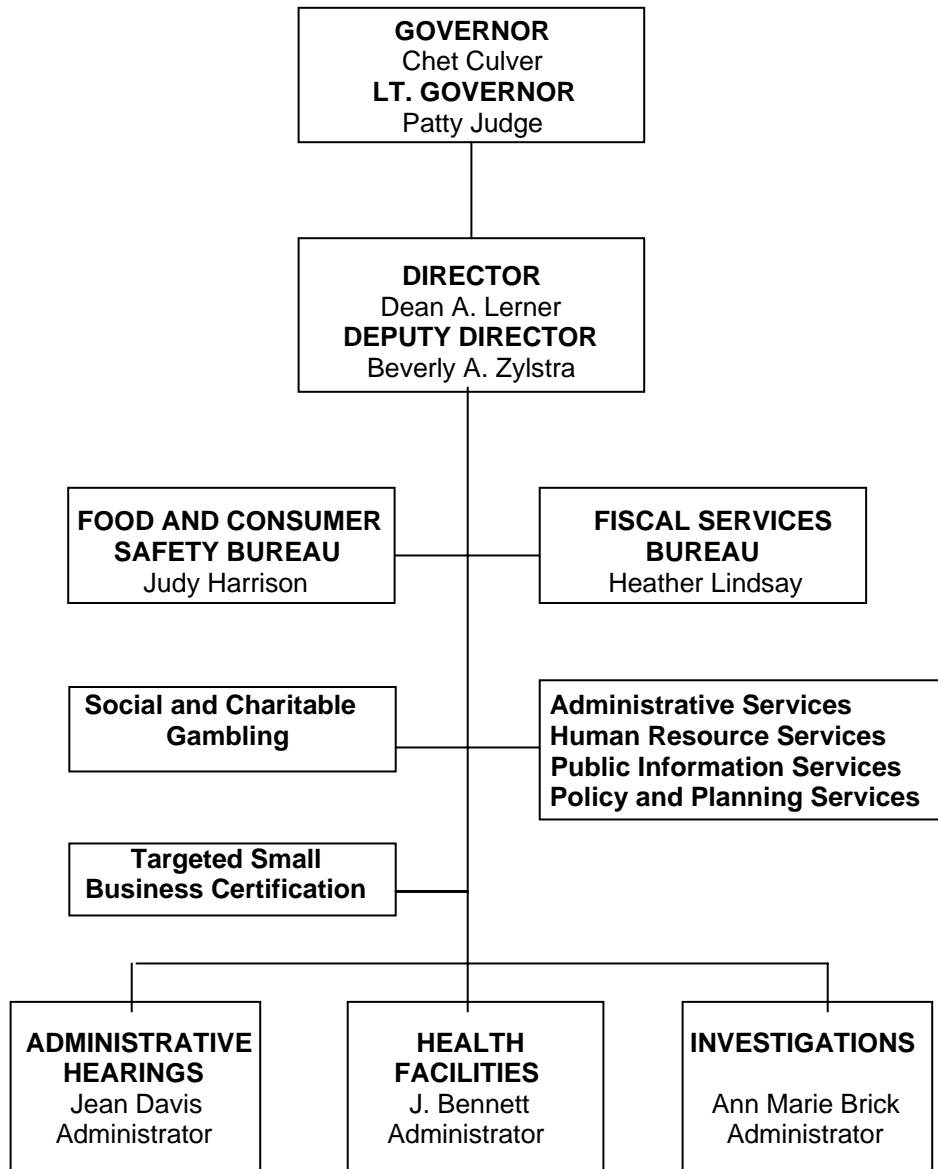 GOVERNOR
Chet Culver
LT. GOVERNOR
Patty Judge
DIRECTOR
Dean A. Lerner
DEPUTY DIRECTOR
Beverly A. Zylstra
FOOD AND CONSUMER
SAFETY BUREAU
Judy Harrison
FISCAL SERVICES
BUREAU
Heather Lindsay
Social and Charitable
Gambling
Administrative Services
Human Resource Services
Public Information Services
Policy and Planning Services
Targeted Small
Business Certification
ADMINISTRATIVE
HEARINGS
Jean Davis
Administrator
HEALTH
FACILITIES
J. Bennett
Administrator
INVESTIGATIONS
Ann Marie Brick
Administrator